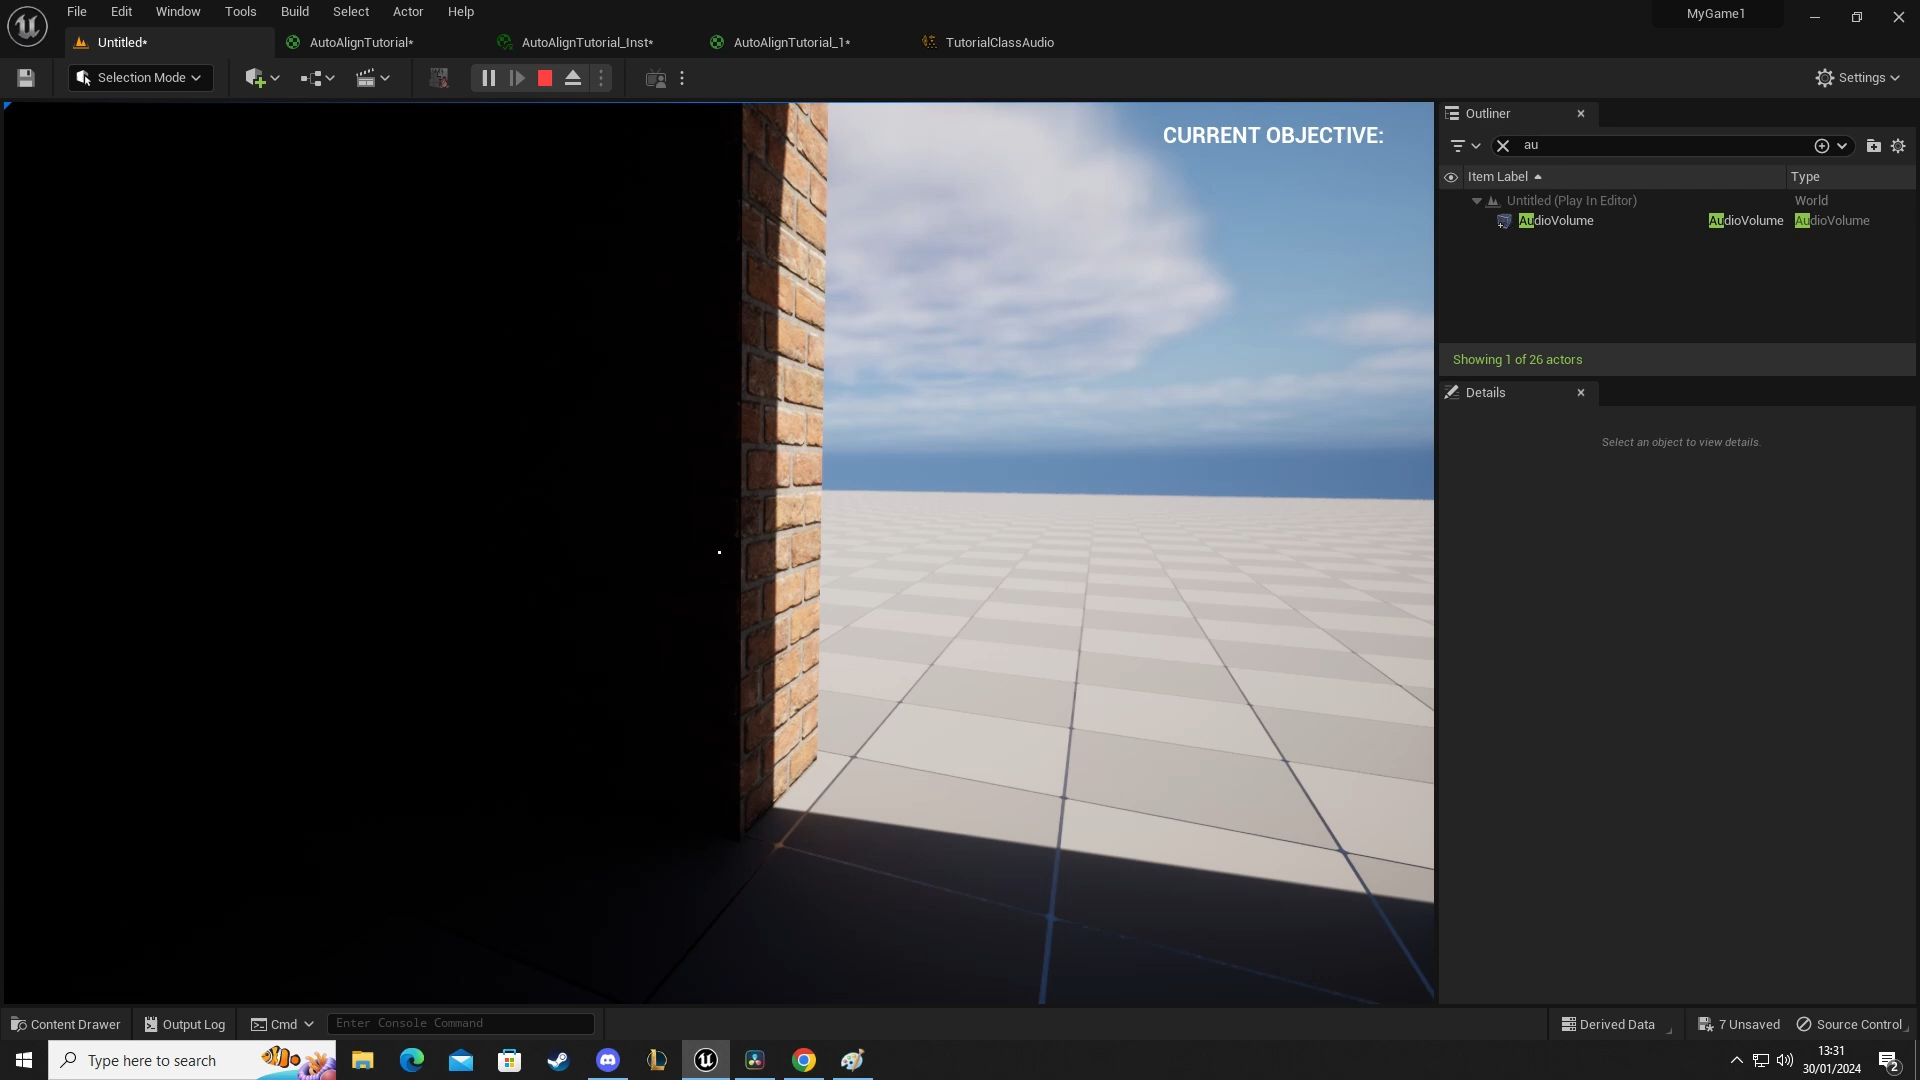 File Edit Window Tools Build Select Actor Help
MyGame1
Untitled* AutoAlignTutorial* AutoAlignTutorial_Inst* AutoAlignTutorial_1* TutorialClassAudio
Selection Mode
Settings
CURRENT OBJECTIVE:
Outliner
au
Item Label Type
Untitled (Play In Editor) World
AudioVolume AudioVolume AudioVolume
Showing 1 of 26 actors
Details
Select an object to view details.
Content Drawer Output Log Cmd Enter Console Command Derived Data 7 Unsaved Source Control
Type here to search
13:31
30/01/2024
2